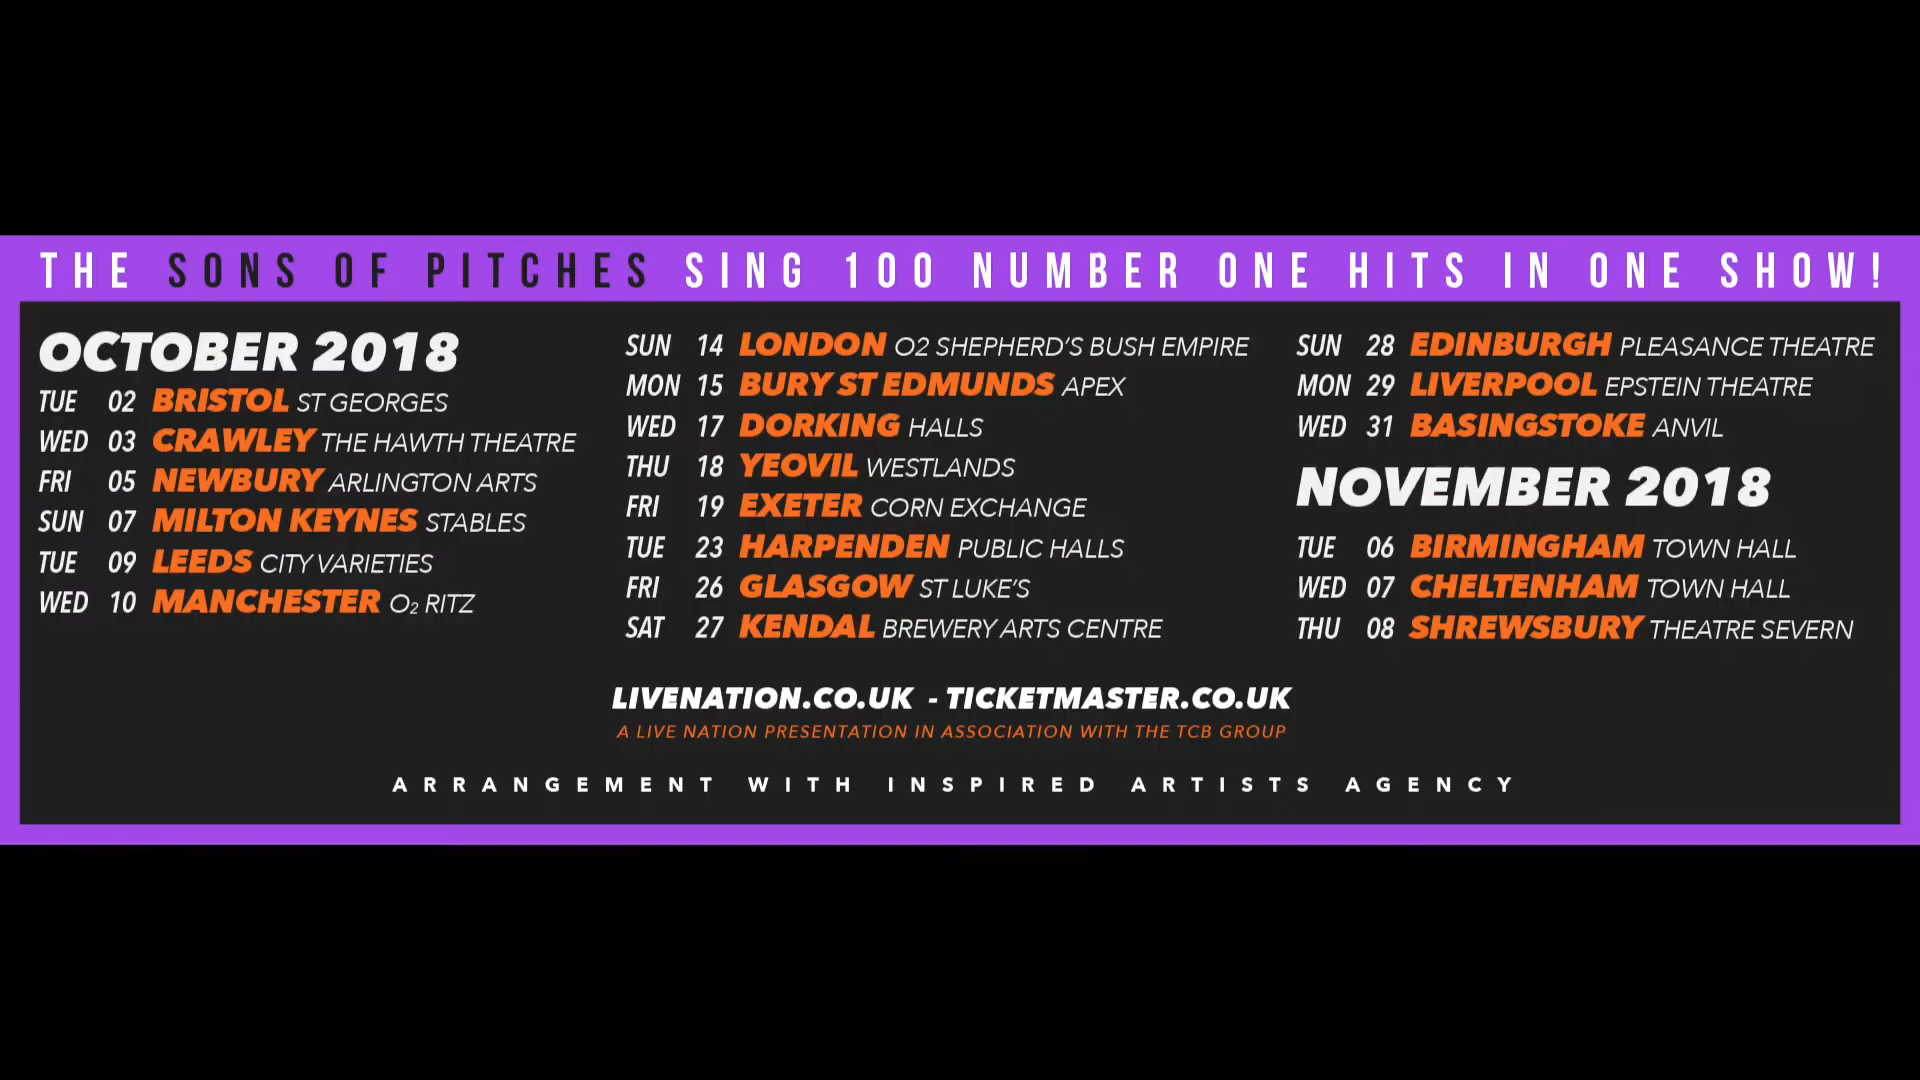 THE SONS OF PITCHES SING 100 NUMBER ONE HITS IN ONE SHOW!
OCTOBER 2018
TUE 02 BRISTOL ST GEORGES
WED 03 CRAWLEY THE HAWTH THEATRE
FRI 05 NEWBURY ARLINGTON ARTS
SUN 07 MILTON KEYNES STABLES
TUE 09 LEEDS CITY VARIETIES
WED 10 MANCHESTER O₂ RITZ
SUN 14 LONDON O2 SHEPHERD'S BUSH EMPIRE
MON 15 BURY ST EDMUNDS APEX
WED 17 DORKING HALLS
THU 18 YEOVIL WESTLANDS
FRI 19 EXETER CORN EXCHANGE
TUE 23 HARPENDEN PUBLIC HALLS
FRI 26 GLASGOW ST LUKE'S
SAT 27 KENDAL BREWERY ARTS CENTRE
SUN 28 EDINBURGH PLEASANCE THEATRE
MON 29 LIVERPOOL EPSTEIN THEATRE
WED 31 BASINGSTOKE ANVIL
NOVEMBER 2018
TUE 06 BIRMINGHAM TOWN HALL
WED 07 CHELTENHAM TOWN HALL
THU 08 SHREWSBURY THEATRE SEVERN
LIVENATION.CO.UK - TICKETMASTER.CO.UK
A LIVE NATION PRESENTATION IN ASSOCIATION WITH THE TCB GROUP
ARRANGEMENT WITH INSPIRED ARTISTS AGENCY